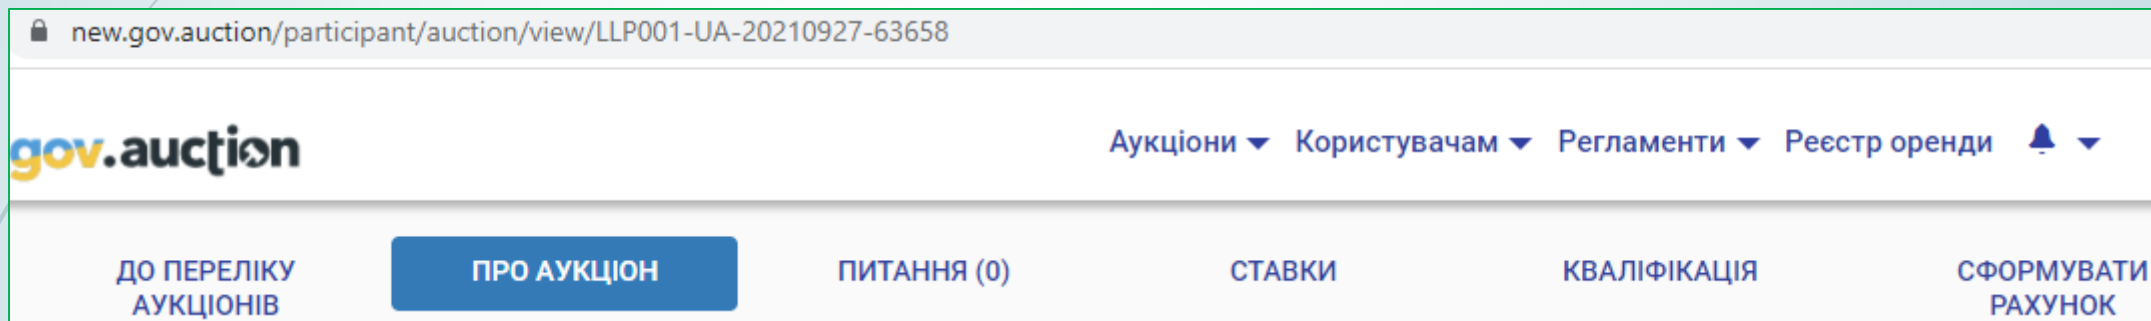 new.gov.auction/participant/auction/view/LLP001-UA-20210927-63658
gov.auction
Аукціони Користувачам Регламенти Реєстр оренди
ДО ПЕРЕЛІКУ
АУКЦІОНІВ
ПРО АУКЦІОН
ПИТАННЯ (0)
СТАВКИ
КВАЛІФІКАЦІЯ
СФОРМУВАТИ
РАХУНОК